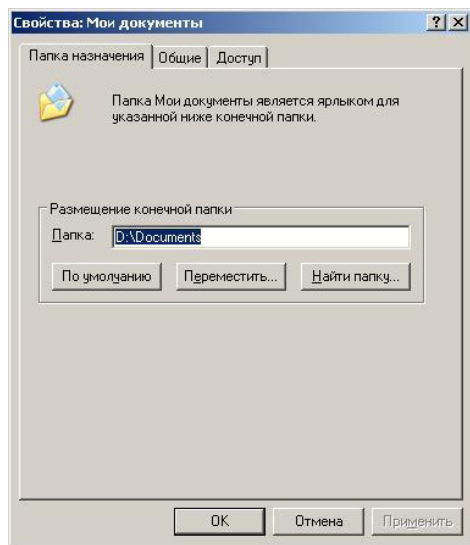 Свойства: Мои документы
Папка назначения Общие Доступ
Папка Мои документы является ярлыком для
указанной ниже конечной папки.
Размещение конечной папки
Папка: D:\Documents
По умолчанию Переместить... Найти папку...
OK Отмена Применить